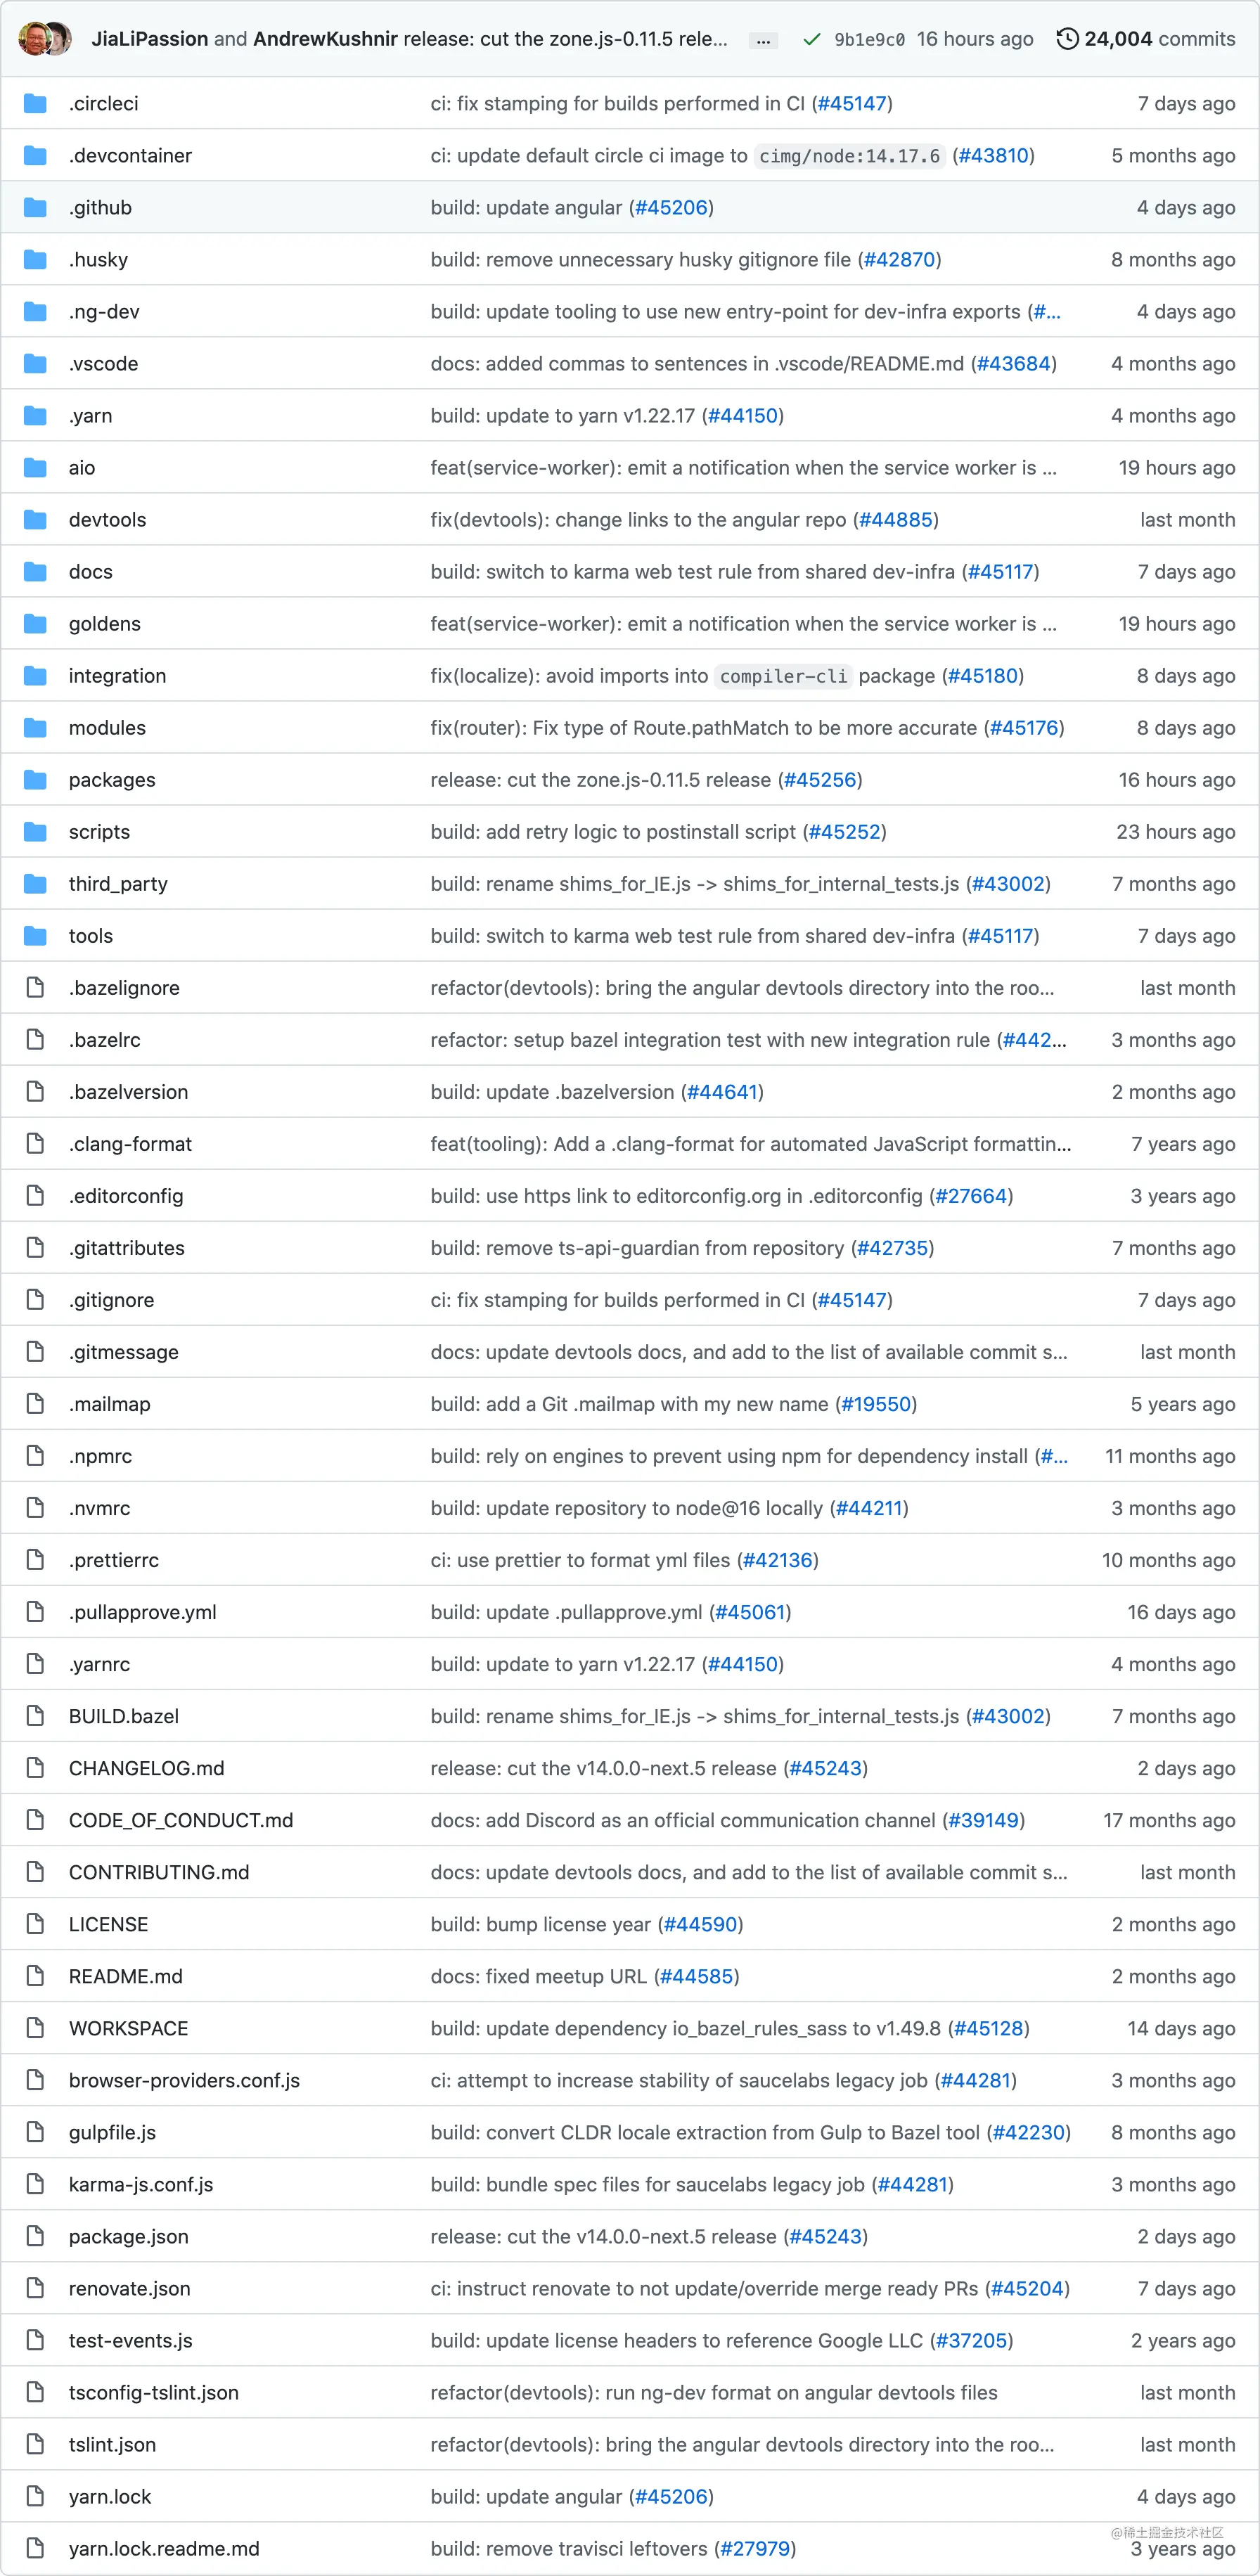 JiaLiPassion and AndrewKushnir release: cut the zone.js-0.11.5 rele... ... 9b1e9c0 16 hours ago 24,004 commits
.circleci ci: fix stamping for builds performed in CI (#45147) 7 days ago
.devcontainer ci: update default circle ci image to cimg/node:14.17.6 (#43810) 5 months ago
.github build: update angular (#45206) 4 days ago
.husky build: remove unnecessary husky gitignore file (#42870) 8 months ago
.ng-dev build: update tooling to use new entry-point for dev-infra exports (#... 4 days ago
.vscode docs: added commas to sentences in .vscode/README.md (#43684) 4 months ago
.yarn build: update to yarn v1.22.17 (#44150) 4 months ago
aio feat(service-worker): emit a notification when the service worker is ... 19 hours ago
devtools fix(devtools): change links to the angular repo (#44885) last month
docs build: switch to karma web test rule from shared dev-infra (#45117) 7 days ago
goldens feat(service-worker): emit a notification when the service worker is ... 19 hours ago
integration fix(localize): avoid imports into compiler-cli package (#45180) 8 days ago
modules fix(router): Fix type of Route.pathMatch to be more accurate (#45176) 8 days ago
packages release: cut the zone.js-0.11.5 release (#45256) 16 hours ago
scripts build: add retry logic to postinstall script (#45252) 23 hours ago
third_party build: rename shims_for_IE.js -> shims_for_internal_tests.js (#43002) 7 months ago
tools build: switch to karma web test rule from shared dev-infra (#45117) 7 days ago
.bazelignore refactor(devtools): bring the angular devtools directory into the roo... last month
.bazelrc refactor: setup bazel integration test with new integration rule (#442... 3 months ago
.bazelversion build: update .bazelversion (#44641) 2 months ago
.clang-format feat(tooling): Add a .clang-format for automated JavaScript formattin... 7 years ago
.editorconfig build: use https link to editorconfig.org in .editorconfig (#27664) 3 years ago
.gitattributes build: remove ts-api-guardian from repository (#42735) 7 months ago
.gitignore ci: fix stamping for builds performed in CI (#45147) 7 days ago
.gitmessage docs: update devtools docs, and add to the list of available commit s... last month
.mailmap build: add a Git .mailmap with my new name (#19550) 5 years ago
.npmrc build: rely on engines to prevent using npm for dependency install (#... 11 months ago
.nvmrc build: update repository to node@16 locally (#44211) 3 months ago
.prettierrc ci: use prettier to format yml files (#42136) 10 months ago
.pullapprove.yml build: update .pullapprove.yml (#45061) 16 days ago
.yarnrc build: update to yarn v1.22.17 (#44150) 4 months ago
BUILD.bazel build: rename shims_for_IE.js -> shims_for_internal_tests.js (#43002) 7 months ago
CHANGELOG.md release: cut the v14.0.0-next.5 release (#45243) 2 days ago
CODE_OF_CONDUCT.md docs: add Discord as an official communication channel (#39149) 17 months ago
CONTRIBUTING.md docs: update devtools docs, and add to the list of available commit s... last month
LICENSE build: bump license year (#44590) 2 months ago
README.md docs: fixed meetup URL (#44585) 2 months ago
WORKSPACE build: update dependency io_bazel_rules_sass to v1.49.8 (#45128) 14 days ago
browser-providers.conf.js ci: attempt to increase stability of saucelabs legacy job (#44281) 3 months ago
gulpfile.js build: convert CLDR locale extraction from Gulp to Bazel tool (#42230) 8 months ago
karma-js.conf.js build: bundle spec files for saucelabs legacy job (#44281) 3 months ago
package.json release: cut the v14.0.0-next.5 release (#45243) 2 days ago
renovate.json ci: instruct renovate to not update/override merge ready PRs (#45204) 7 days ago
test-events.js build: update license headers to reference Google LLC (#37205) 2 years ago
tsconfig-tslint.json refactor(devtools): run ng-dev format on angular devtools files last month
tslint.json refactor(devtools): bring the angular devtools directory into the roo... last month
yarn.lock build: update angular (#45206) 4 days ago
@稀土掘金技术社区
yarn.lock.readme.md build: remove travisci leftovers (#27979) 3 years ago